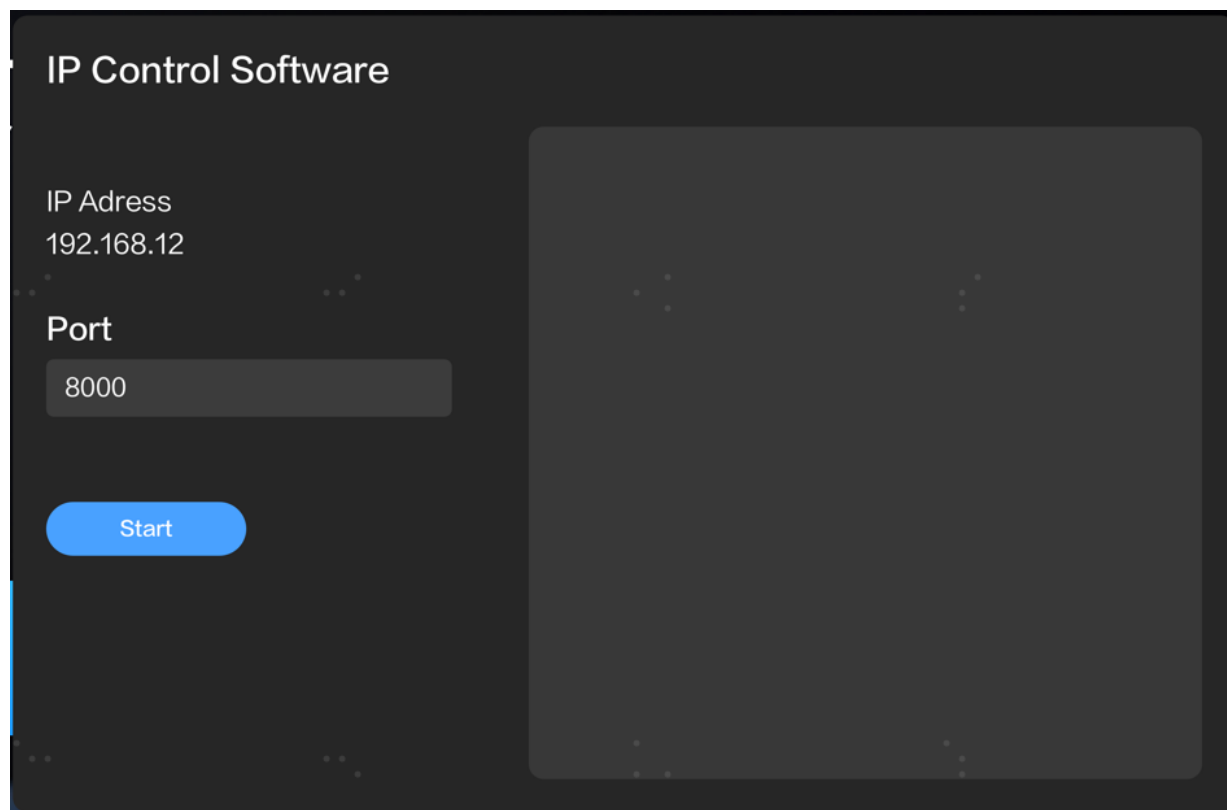 IP Control Software
IP Adress
192.168.12
Port
8000
Start